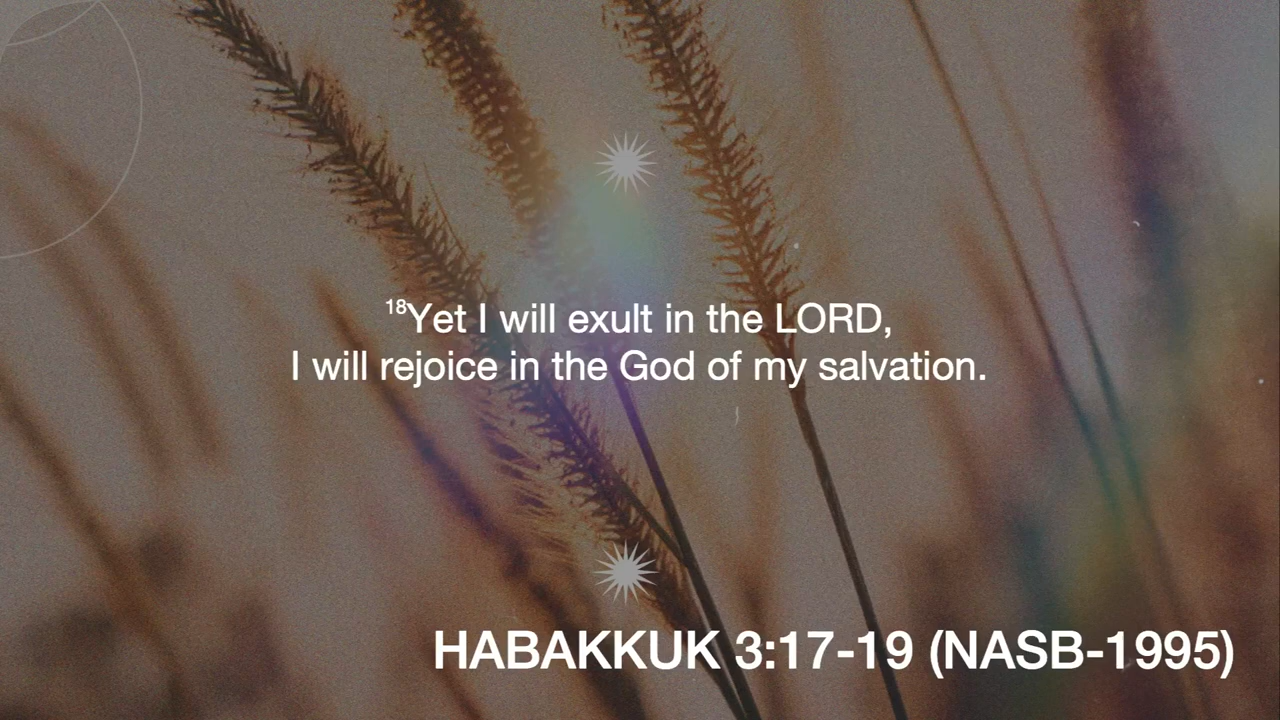 18Yet I will exult in the LORD,
I will rejoice in the God of my salvation.
HABAKKUK 3:17-19 (NASB-1995)